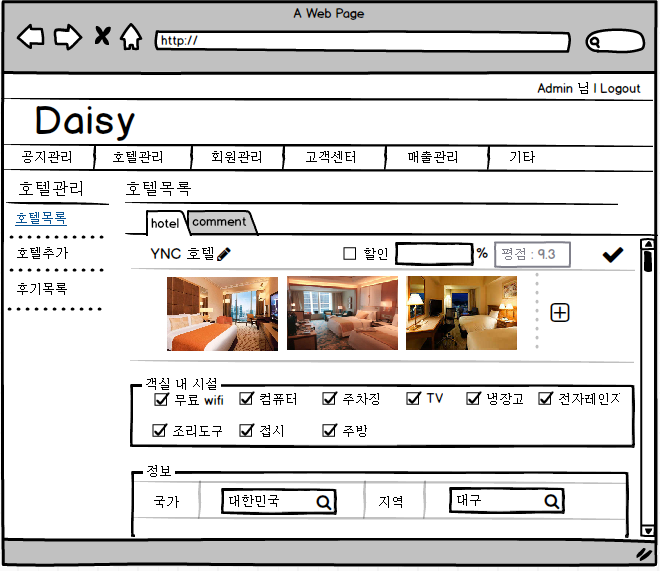 A Web Page
http://
Admin 님 | Logout
Daisy
공지관리 호텔관리 회원관리 고객센터 매출관리 기타
호텔관리
호텔목록
호텔추가
후기목록
호텔목록
hotel comment
YNC 호텔 할인 % 평점 : 9.3
객실 내 시설
무료 wifi 컴퓨터 주차징 TV 냉장고 전자레인지
조리도구 접시 주방
정보
국가 대한민국 지역 대구